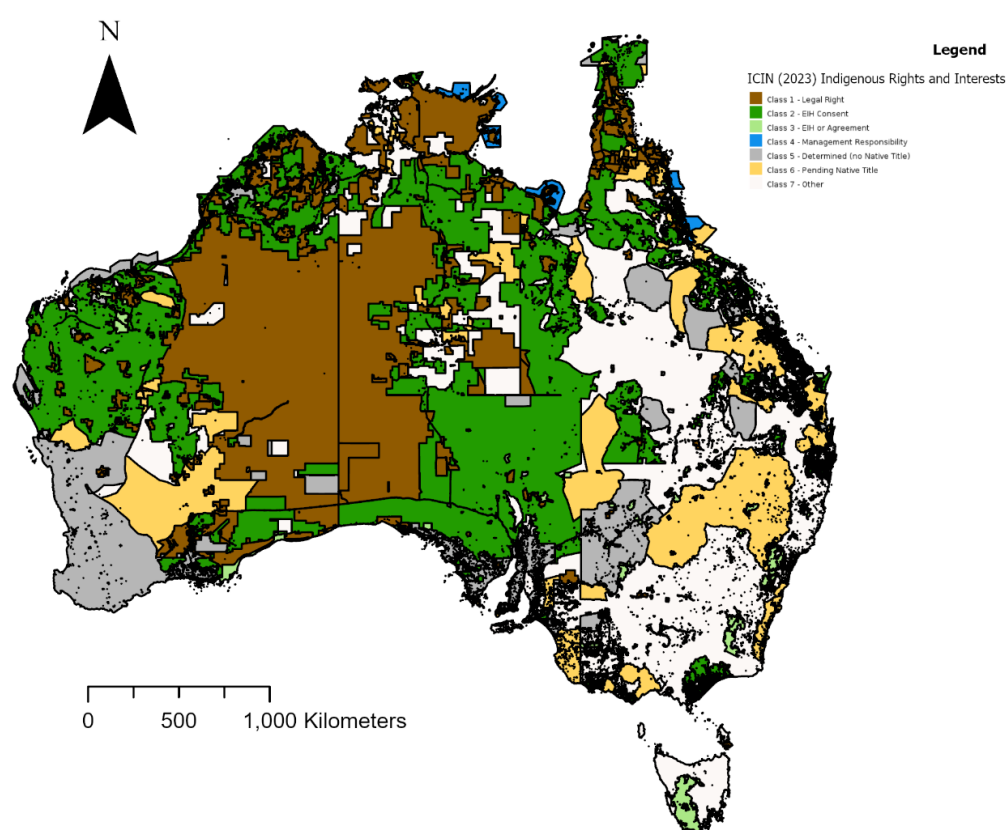 N
Legend
ICIN (2023) Indigenous Rights and Interests
Class 1 - Legal Right
Class 2 - EIH Consent
Class 3 - EIH or Agreement
Class 4 - Management Responsibility
Class 5 - Determined (no Native Title)
Class 6 - Pending Native Title
Class 7 - Other
0 500 1,000 Kilometers